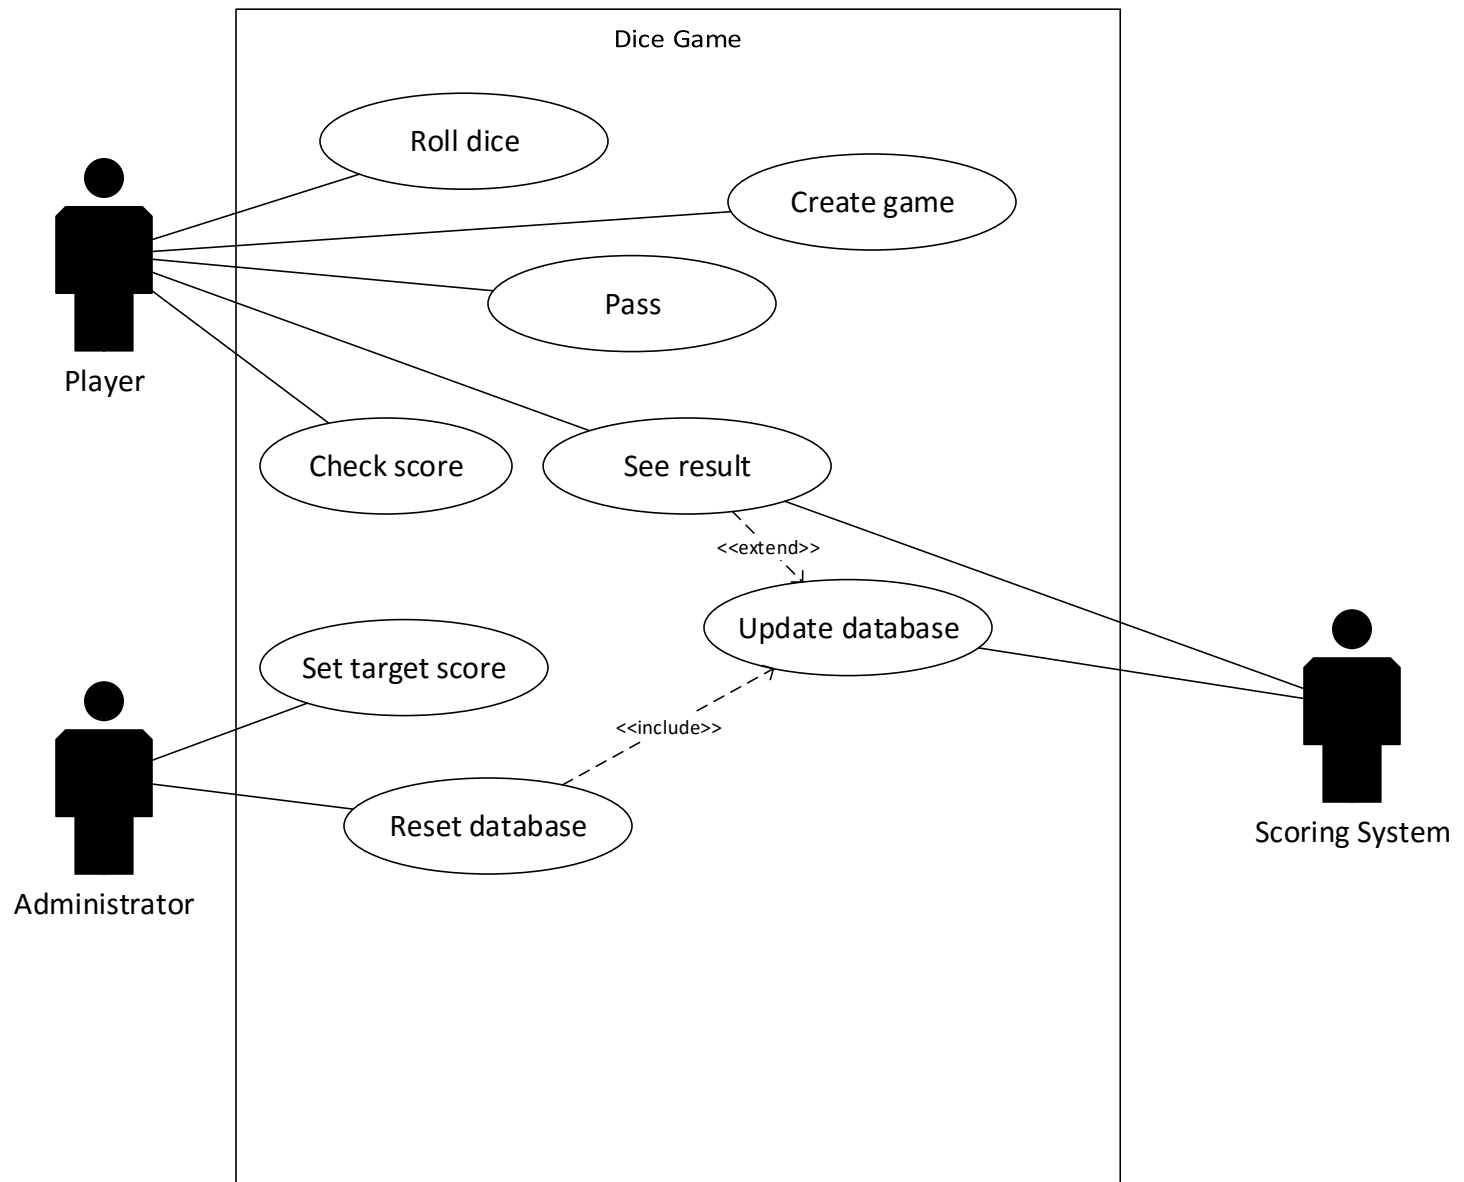 Dice Game
Roll dice
Create game
Pass
Player
Check score
See result
<<extend>>
Update database
Set target score
<<include>>
Reset database
Scoring System
Administrator